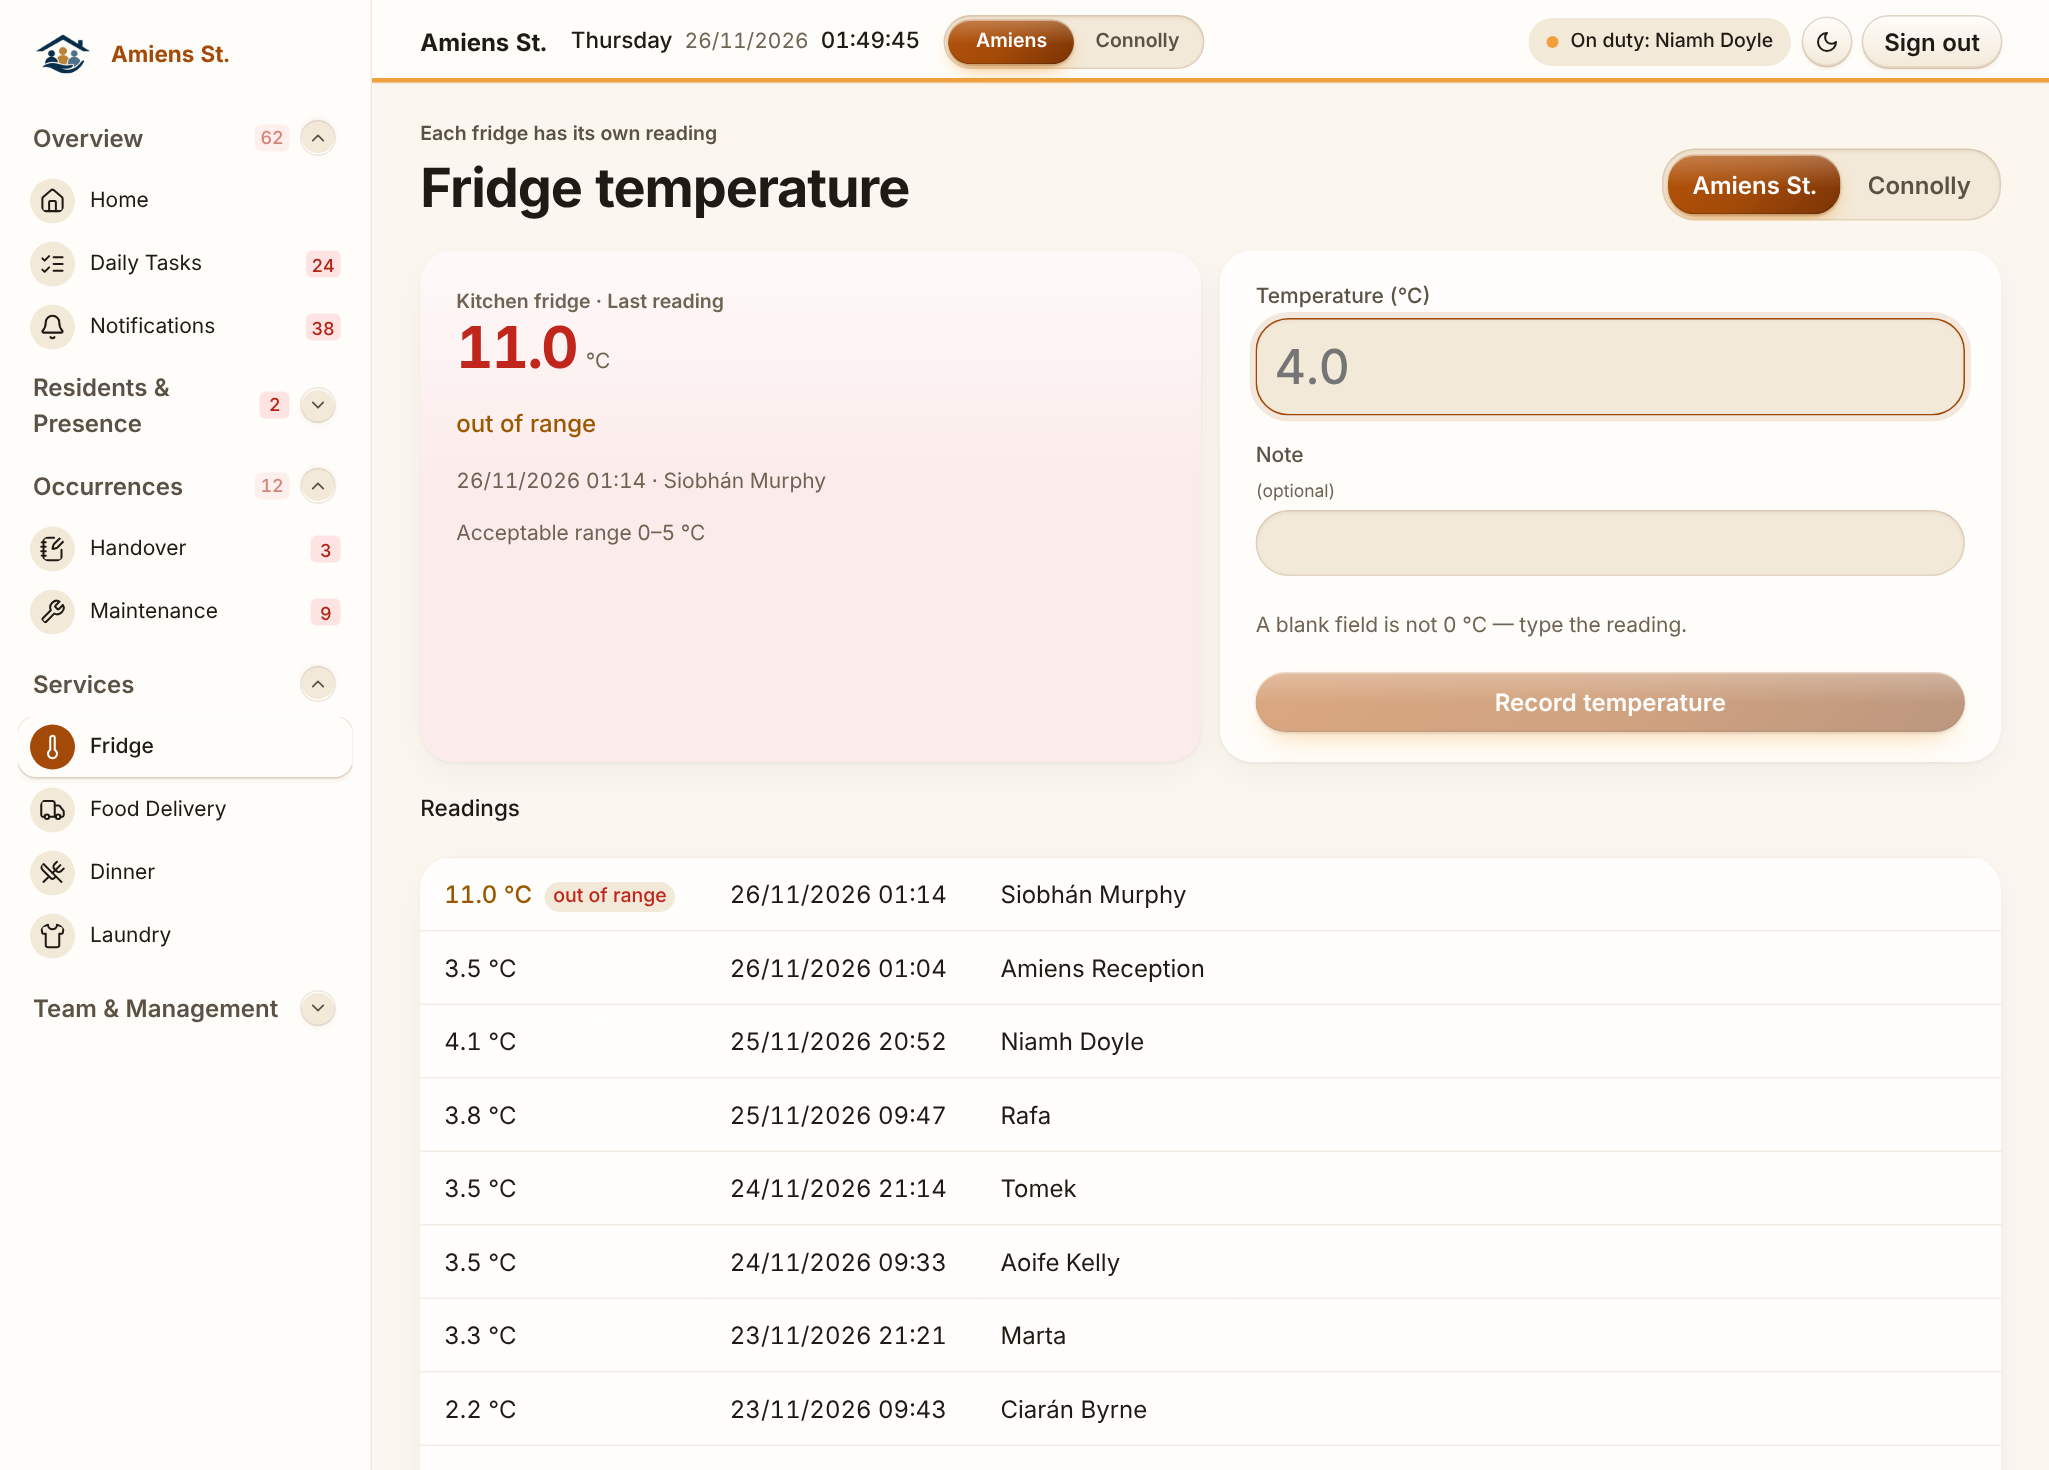 Amiens St.
Overview 62
Home
Daily Tasks 24
Notifications 38
Residents &
Presence 2
Occurrences 12
Handover 3
Maintenance 9
Services
Fridge
Food Delivery
Dinner
Laundry
Team & Management
Amiens St. Thursday 26/11/2026 01:49:45 Amiens Connolly On duty: Niamh Doyle Sign out
Each fridge has its own reading
Fridge temperature
Amiens St. Connolly
Kitchen fridge · Last reading
11.0 °C
out of range
26/11/2026 01:14 · Siobhán Murphy
Acceptable range 0–5 °C
Temperature (°C)
4.0
Note
(optional)
A blank field is not 0 °C — type the reading.
Record temperature
Readings
11.0 °C out of range 26/11/2026 01:14 Siobhán Murphy
3.5 °C 26/11/2026 01:04 Amiens Reception
4.1 °C 25/11/2026 20:52 Niamh Doyle
3.8 °C 25/11/2026 09:47 Rafa
3.5 °C 24/11/2026 21:14 Tomek
3.5 °C 24/11/2026 09:33 Aoife Kelly
3.3 °C 23/11/2026 21:21 Marta
2.2 °C 23/11/2026 09:43 Ciarán Byrne